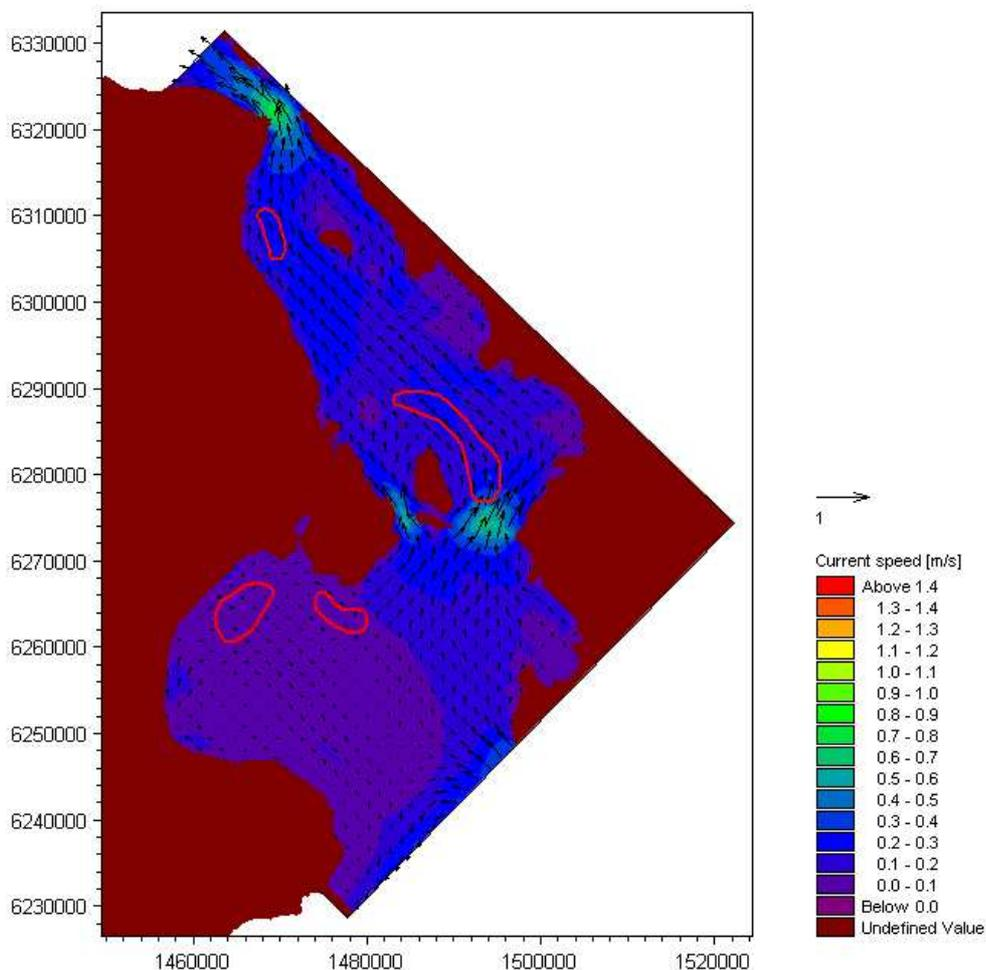 6330000
6320000
6310000
6300000
6290000
6280000
6270000
6260000
6250000
6240000
6230000
1460000 1480000 1500000 1520000
1
Current speed [m/s]
Above 1.4
1.3 - 1.4
1.2 - 1.3
1.1 - 1.2
1.0 - 1.1
0.9 - 1.0
0.8 - 0.9
0.7 - 0.8
0.6 - 0.7
0.5 - 0.6
0.4 - 0.5
0.3 - 0.4
0.2 - 0.3
0.1 - 0.2
0.0 - 0.1
Below 0.0
Undefined Value